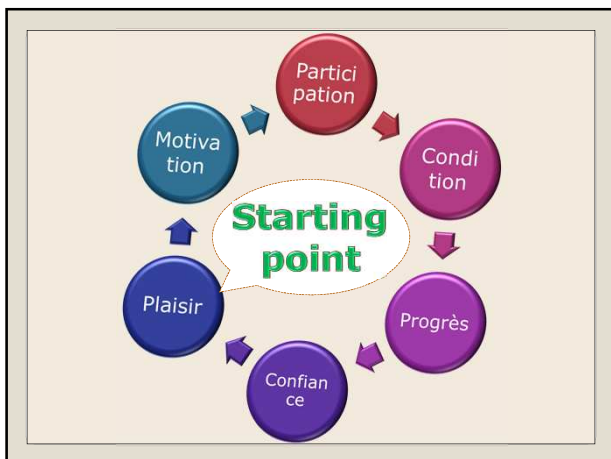 Partici
pation
Condi
tion
Progrès
Confian
ce
Plaisir
Motiva
tion
Starting
point